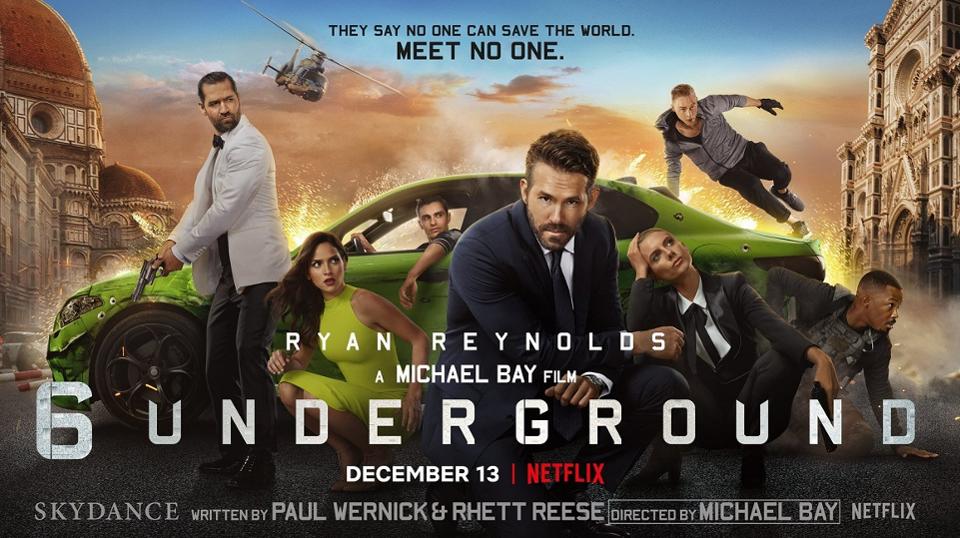 THEY SAY NO ONE CAN SAVE THE WORLD.
MEET NO ONE.
RYAN REYNOLDS
A MICHAEL BAY FILM
6 UNDERGROUND
DECEMBER 13 | NETFLIX
SKYDANCE WRITTEN BY PAUL WERNICK & RHETT REESE DIRECTED BY MICHAEL BAY NETFLIX